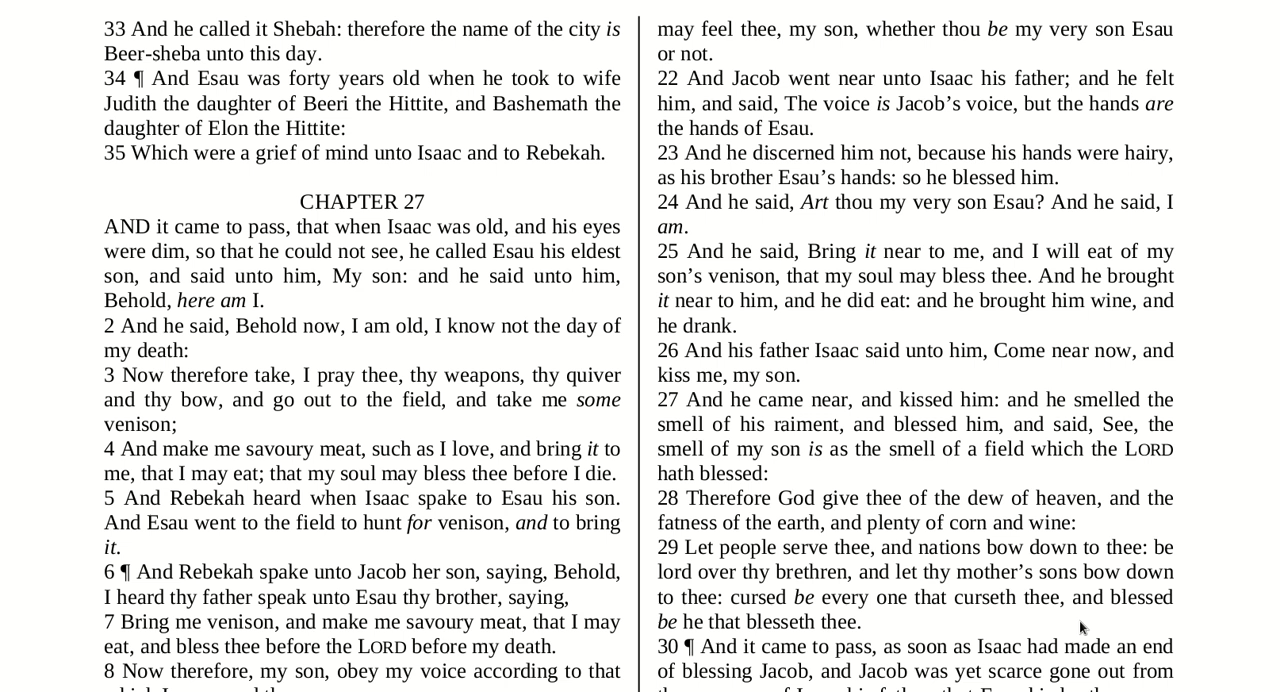 33 And he called it Shebah: therefore the name of the city is
Beer-sheba unto this day.
34 ¶ And Esau was forty years old when he took to wife
Judith the daughter of Beeri the Hittite, and Bashemath the
daughter of Elon the Hittite:
35 Which were a grief of mind unto Isaac and to Rebekah.
CHAPTER 27
AND it came to pass, that when Isaac was old, and his eyes
were dim, so that he could not see, he called Esau his eldest
son, and said unto him, My son: and he said unto him,
Behold, here am I.
2 And he said, Behold now, I am old, I know not the day of
my death:
3 Now therefore take, I pray thee, thy weapons, thy quiver
and thy bow, and go out to the field, and take me some
venison;
4 And make me savoury meat, such as I love, and bring it to
me, that I may eat; that my soul may bless thee before I die.
5 And Rebekah heard when Isaac spake to Esau his son.
And Esau went to the field to hunt for venison, and to bring
it.
6 ¶ And Rebekah spake unto Jacob her son, saying, Behold,
I heard thy father speak unto Esau thy brother, saying,
7 Bring me venison, and make me savoury meat, that I may
eat, and bless thee before the LORD before my death.
8 Now therefore, my son, obey my voice according to that
may feel thee, my son, whether thou be my very son Esau
or not.
22 And Jacob went near unto Isaac his father; and he felt
him, and said, The voice is Jacob’s voice, but the hands are
the hands of Esau.
23 And he discerned him not, because his hands were hairy,
as his brother Esau’s hands: so he blessed him.
24 And he said, Art thou my very son Esau? And he said, I
am.
25 And he said, Bring it near to me, and I will eat of my
son’s venison, that my soul may bless thee. And he brought
it near to him, and he did eat: and he brought him wine, and
he drank.
26 And his father Isaac said unto him, Come near now, and
kiss me, my son.
27 And he came near, and kissed him: and he smelled the
smell of his raiment, and blessed him, and said, See, the
smell of my son is as the smell of a field which the LORD
hath blessed:
28 Therefore God give thee of the dew of heaven, and the
fatness of the earth, and plenty of corn and wine:
29 Let people serve thee, and nations bow down to thee: be
lord over thy brethren, and let thy mother’s sons bow down
to thee: cursed be every one that curseth thee, and blessed
be he that blesseth thee.
30 ¶ And it came to pass, as soon as Isaac had made an end
of blessing Jacob, and Jacob was yet scarce gone out from